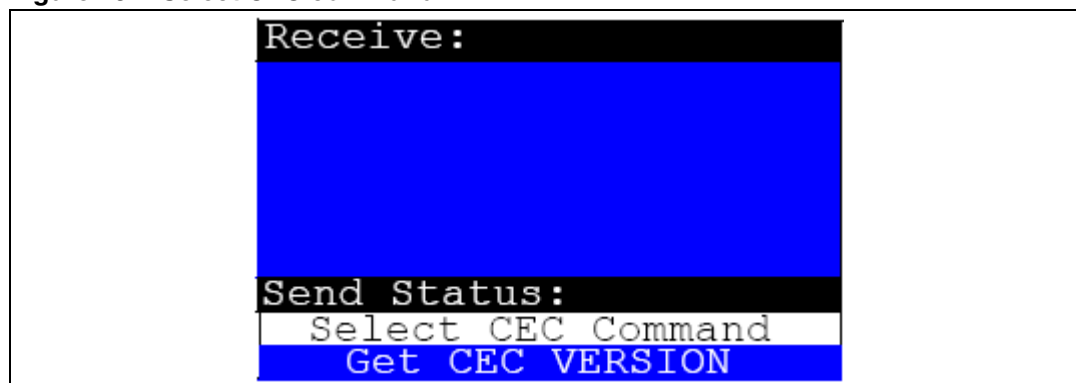 Receive:
Send Status:
Select CEC Command
Get CEC VERSION